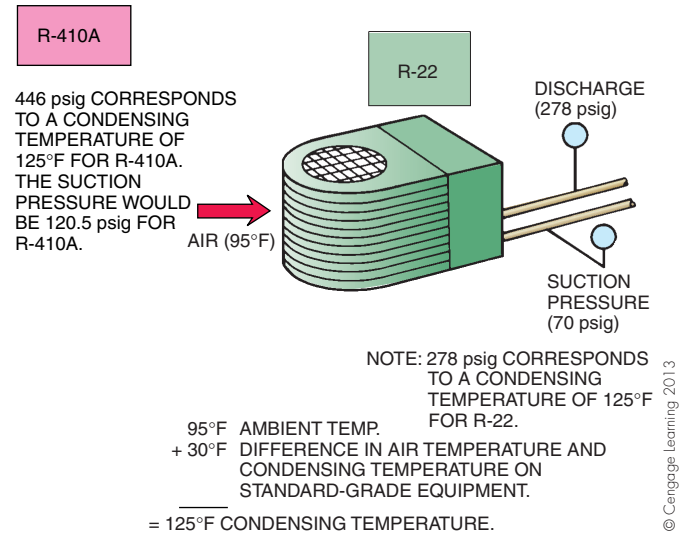 R-410A
446 psig CORRESPONDS
TO A CONDENSING
TEMPERATURE OF
125°F FOR R-410A.
THE SUCTION
PRESSURE WOULD
BE 120.5 psig FOR
R-410A.
AIR (95°F)
R-22
DISCHARGE
(278 psig)
SUCTION
PRESSURE
(70 psig)
NOTE: 278 psig CORRESPONDS
TO A CONDENSING
TEMPERATURE OF 125°F
FOR R-22.
95°F AMBIENT TEMP.
+ 30°F DIFFERENCE IN AIR TEMPERATURE AND
CONDENSING TEMPERATURE ON
STANDARD-GRADE EQUIPMENT.
= 125°F CONDENSING TEMPERATURE.
© Cengage Learning 2013